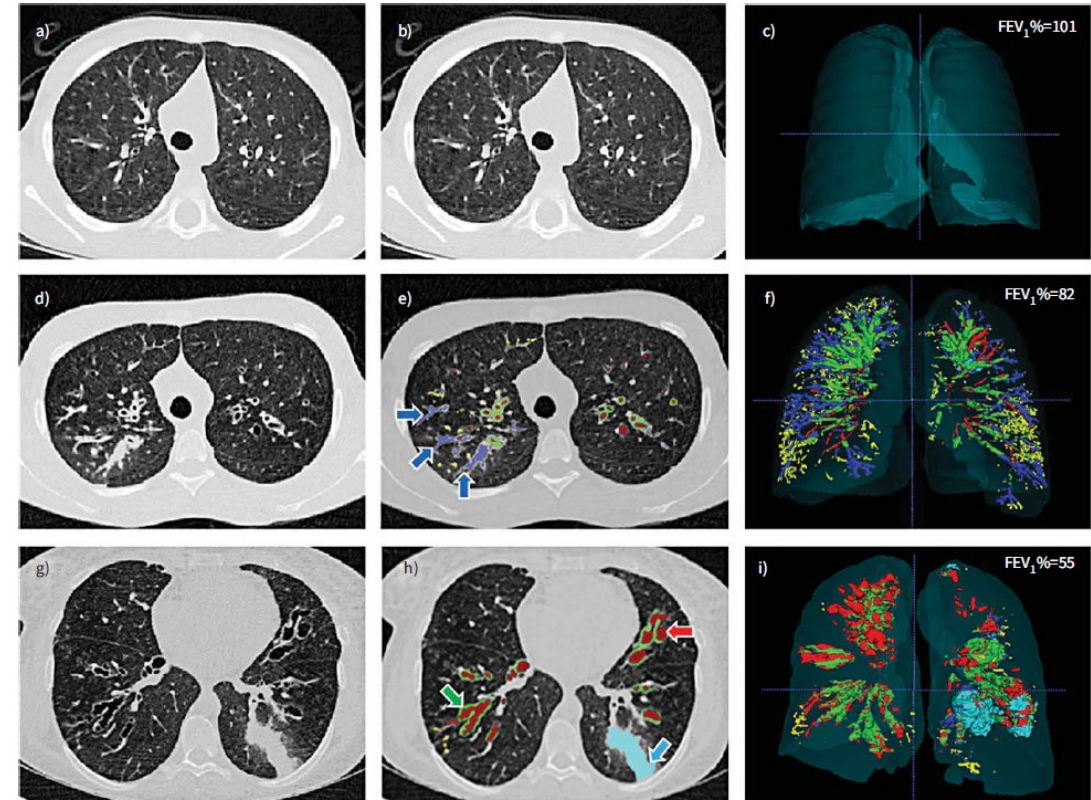 a)
b)
c)
FEV₁%=101
d)
e)
f)
FEV₁%=82
g)
h)
i)
FEV₁%=55